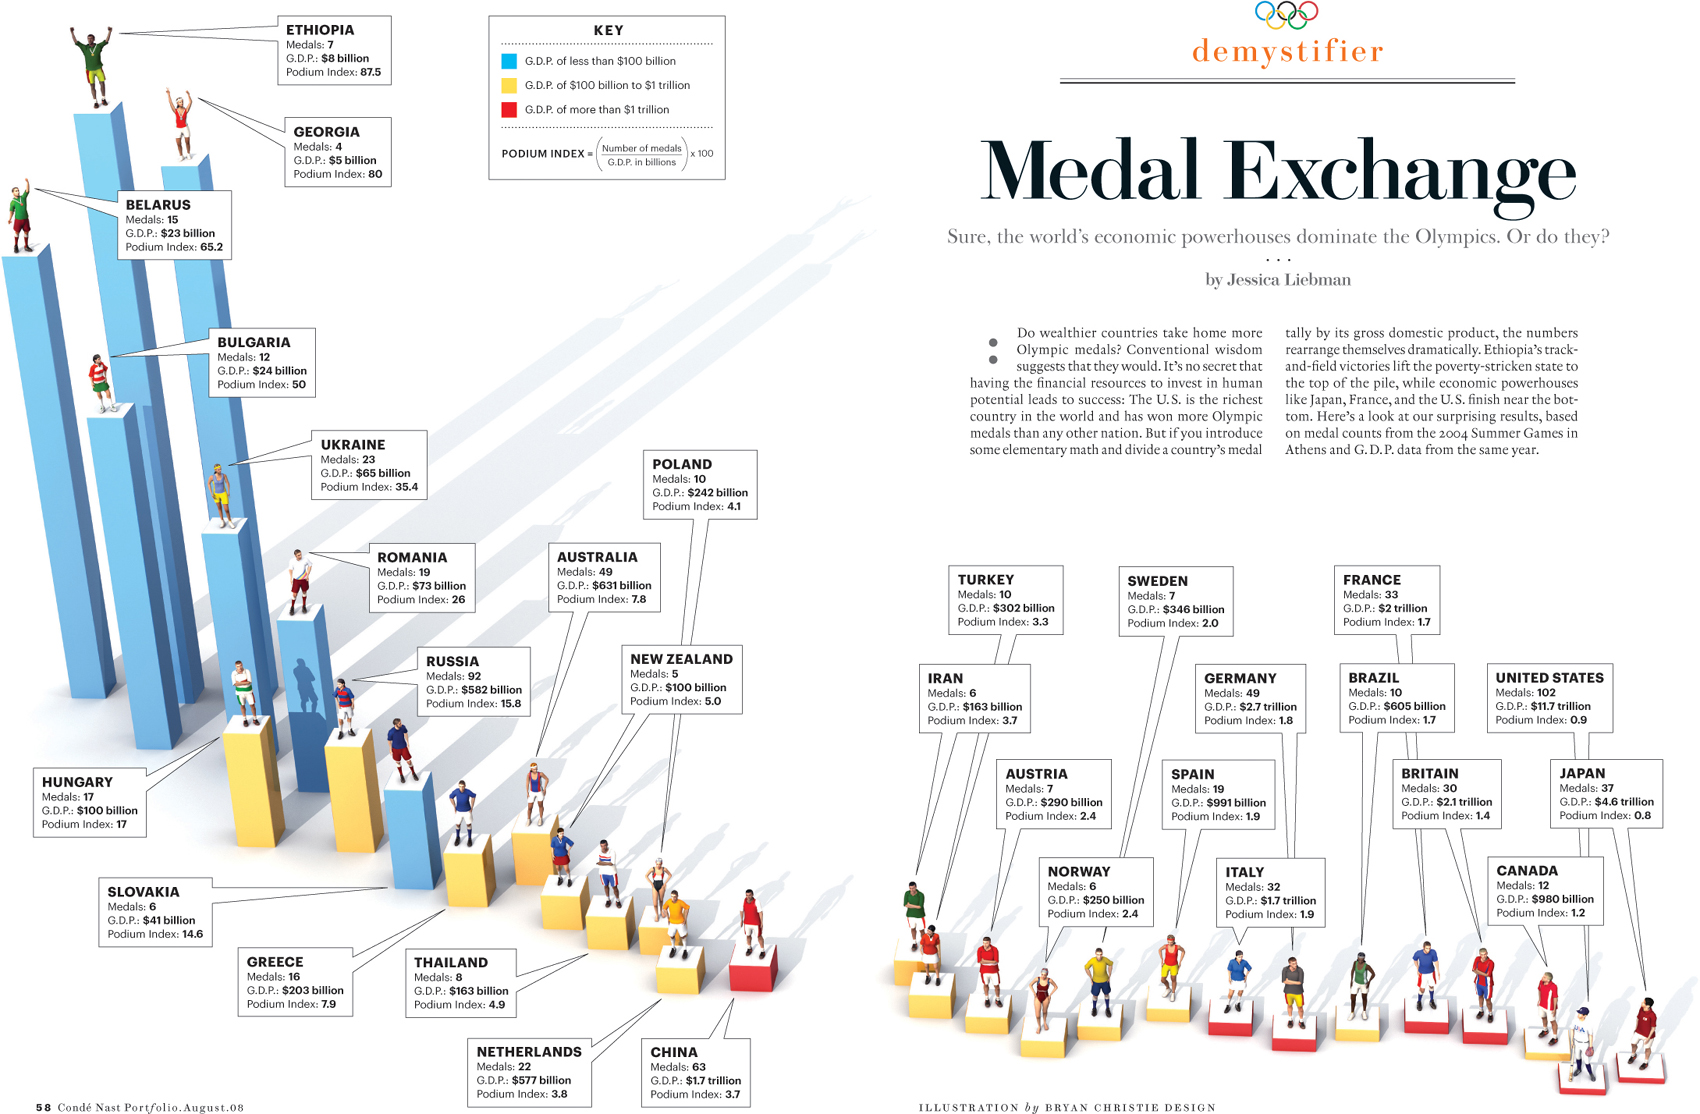 ETHIOPIA
Medals: 7
G.D.P.: $8 billion
Podium Index: 87.5
GEORGIA
Medals: 4
G.D.P.: $5 billion
Podium Index: 80
BELARUS
Medals: 15
G.D.P.: $23 billion
Podium Index: 65.2
BULGARIA
Medals: 12
G.D.P.: $24 billion
Podium Index: 50
UKRAINE
Medals: 23
G.D.P.: $65 billion
Podium Index: 35.4
ROMANIA
Medals: 19
G.D.P.: $73 billion
Podium Index: 26
HUNGARY
Medals: 17
G.D.P.: $100 billion
Podium Index: 17
RUSSIA
Medals: 92
G.D.P.: $582 billion
Podium Index: 15.8
SLOVAKIA
Medals: 6
G.D.P.: $41 billion
Podium Index: 14.6
GREECE
Medals: 16
G.D.P.: $203 billion
Podium Index: 7.9
AUSTRALIA
Medals: 49
G.D.P.: $631 billion
Podium Index: 7.8
NEW ZEALAND
Medals: 5
G.D.P.: $100 billion
Podium Index: 5.0
THAILAND
Medals: 8
G.D.P.: $163 billion
Podium Index: 4.9
POLAND
Medals: 10
G.D.P.: $242 billion
Podium Index: 4.1
NETHERLANDS
Medals: 22
G.D.P.: $577 billion
Podium Index: 3.8
CHINA
Medals: 63
G.D.P.: $1.7 trillion
Podium Index: 3.7
KEY
G.D.P. of less than $100 billion
G.D.P. of $100 billion to $1 trillion
G.D.P. of more than $1 trillion
PODIUM INDEX = (Number of medals / G.D.P. in billions) x 100
58 Condé Nast Portfolio.August.08
demystifier
Medal Exchange
Sure, the world's economic powerhouses dominate the Olympics. Or do they?
...
by Jessica Liebman
: Do wealthier countries take home more
Olympic medals? Conventional wisdom
suggests that they would. It's no secret that
having the financial resources to invest in human
potential leads to success: The U.S. is the richest
country in the world and has won more Olympic
medals than any other nation. But if you introduce
some elementary math and divide a country's medal
tally by its gross domestic product, the numbers
rearrange themselves dramatically. Ethiopia's track-
and-field victories lift the poverty-stricken state to
the top of the pile, while economic powerhouses
like Japan, France, and the U.S. finish near the bot-
tom. Here's a look at our surprising results, based
on medal counts from the 2004 Summer Games in
Athens and G.D.P. data from the same year.
IRAN
Medals: 6
G.D.P.: $163 billion
Podium Index: 3.7
TURKEY
Medals: 10
G.D.P.: $302 billion
Podium Index: 3.3
AUSTRIA
Medals: 7
G.D.P.: $290 billion
Podium Index: 2.4
NORWAY
Medals: 6
G.D.P.: $250 billion
Podium Index: 2.4
SWEDEN
Medals: 7
G.D.P.: $346 billion
Podium Index: 2.0
SPAIN
Medals: 19
G.D.P.: $991 billion
Podium Index: 1.9
ITALY
Medals: 32
G.D.P.: $1.7 trillion
Podium Index: 1.9
GERMANY
Medals: 49
G.D.P.: $2.7 trillion
Podium Index: 1.8
BRAZIL
Medals: 10
G.D.P.: $605 billion
Podium Index: 1.7
FRANCE
Medals: 33
G.D.P.: $2 trillion
Podium Index: 1.7
BRITAIN
Medals: 30
G.D.P.: $2.1 trillion
Podium Index: 1.4
CANADA
Medals: 12
G.D.P.: $980 billion
Podium Index: 1.2
UNITED STATES
Medals: 102
G.D.P.: $11.7 trillion
Podium Index: 0.9
JAPAN
Medals: 37
G.D.P.: $4.6 trillion
Podium Index: 0.8
ILLUSTRATION by BRYAN CHRISTIE DESIGN